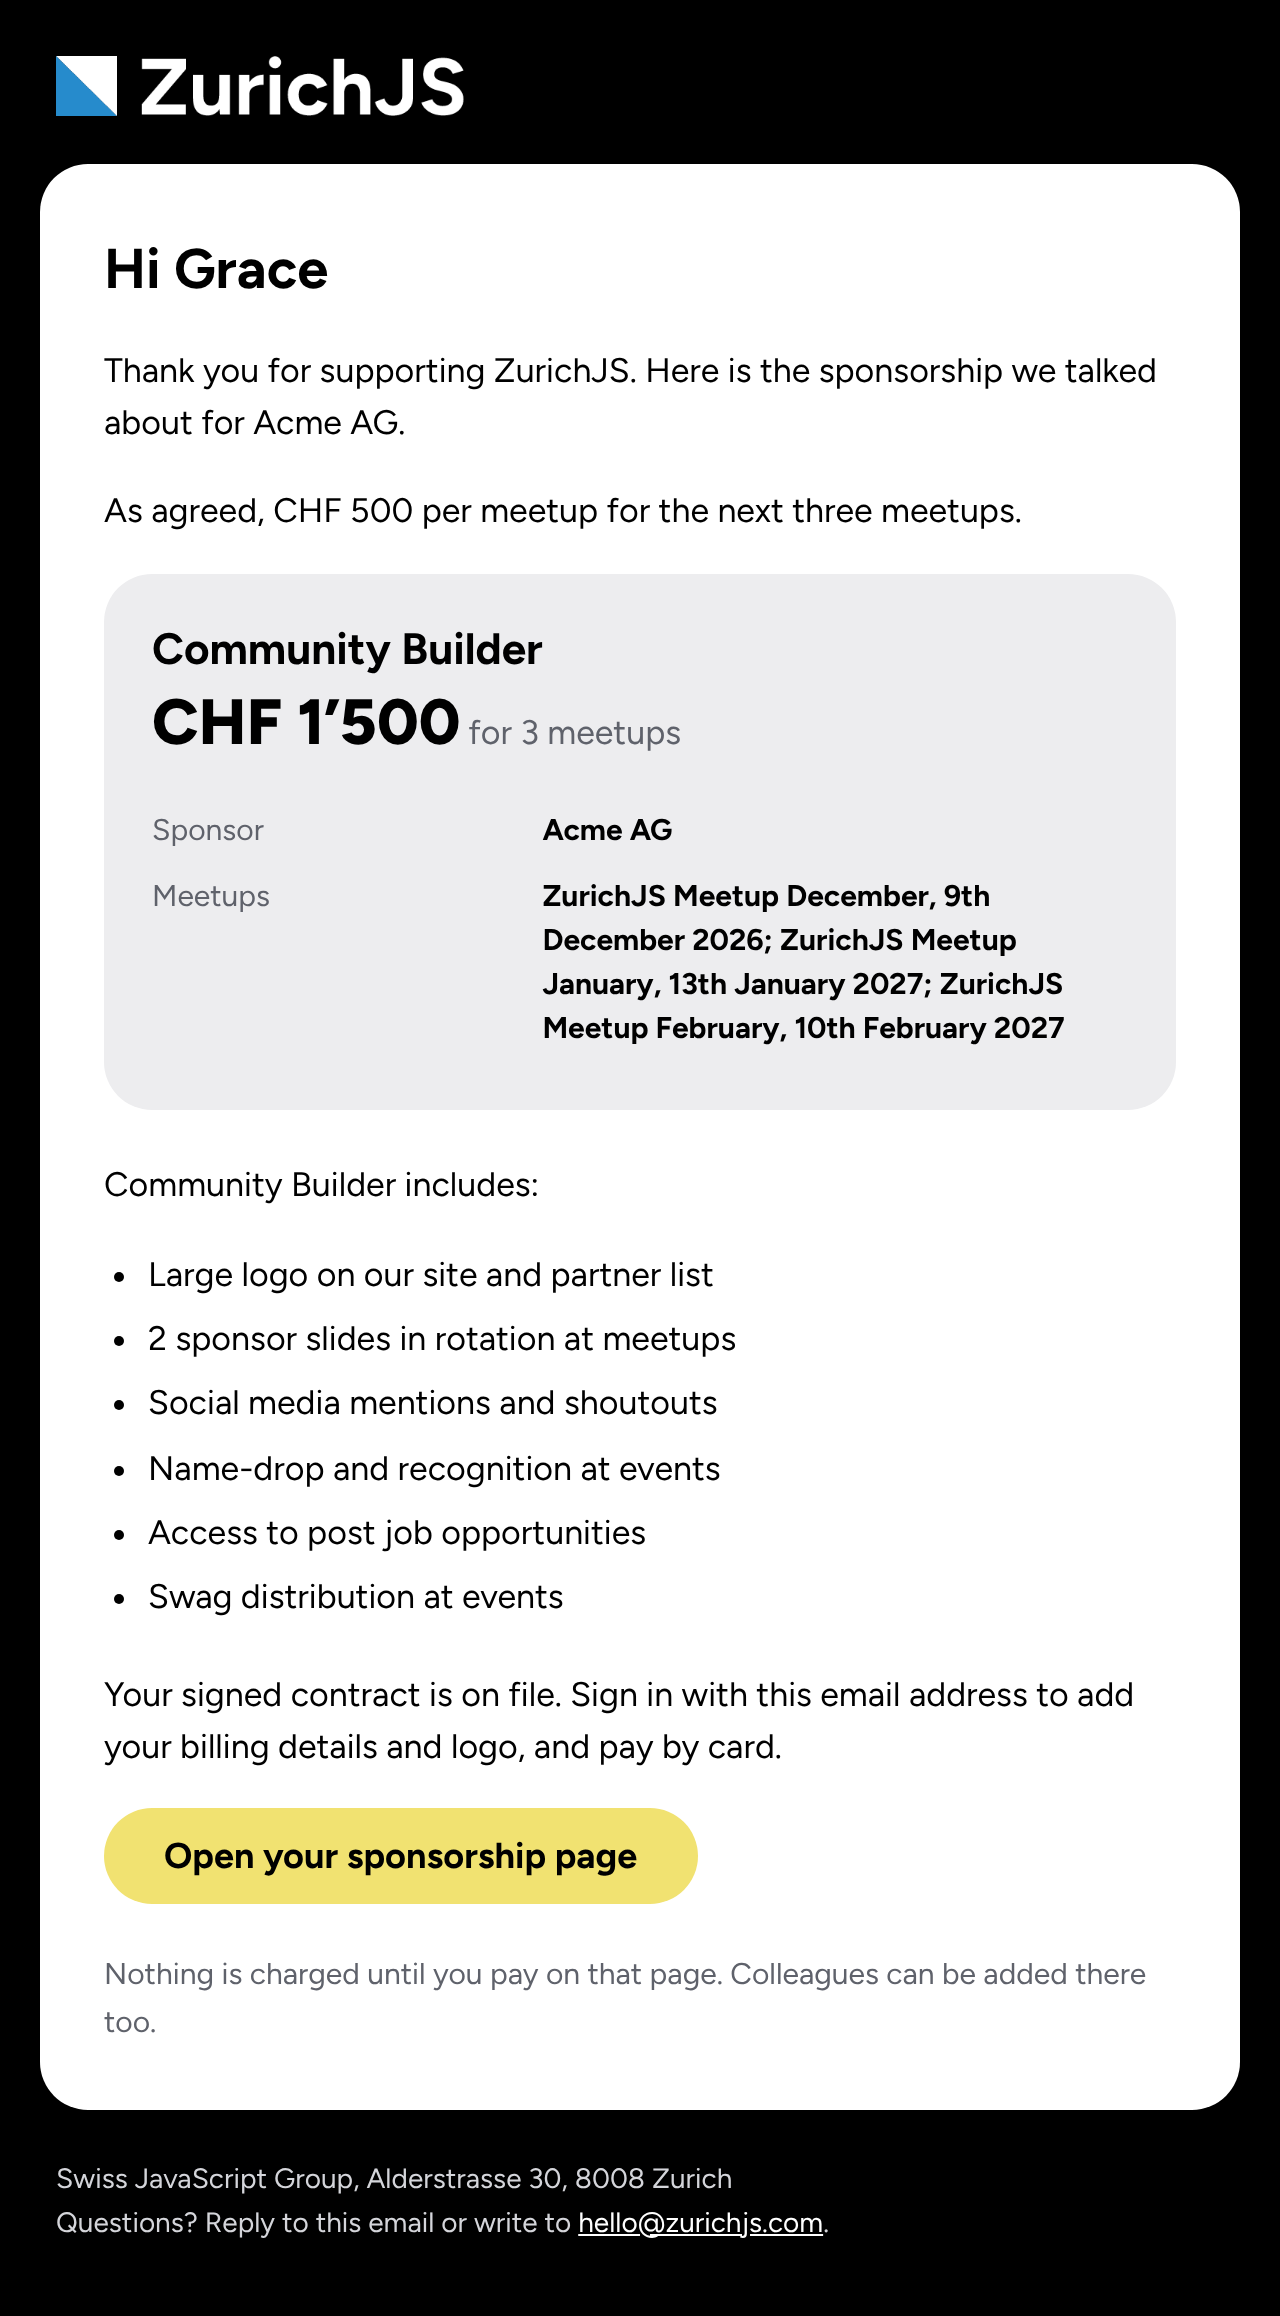 ZurichJS
Hi Grace
Thank you for supporting ZurichJS. Here is the sponsorship we talked
about for Acme AG.
As agreed, CHF 500 per meetup for the next three meetups.
Community Builder
CHF 1’500 for 3 meetups
Sponsor Acme AG
Meetups ZurichJS Meetup December, 9th
December 2026; ZurichJS Meetup
January, 13th January 2027; ZurichJS
Meetup February, 10th February 2027
Community Builder includes:
• Large logo on our site and partner list
• 2 sponsor slides in rotation at meetups
• Social media mentions and shoutouts
• Name-drop and recognition at events
• Access to post job opportunities
• Swag distribution at events
Your signed contract is on file. Sign in with this email address to add
your billing details and logo, and pay by card.
Open your sponsorship page
Nothing is charged until you pay on that page. Colleagues can be added there
too.
Swiss JavaScript Group, Alderstrasse 30, 8008 Zurich
Questions? Reply to this email or write to hello@zurichjs.com.